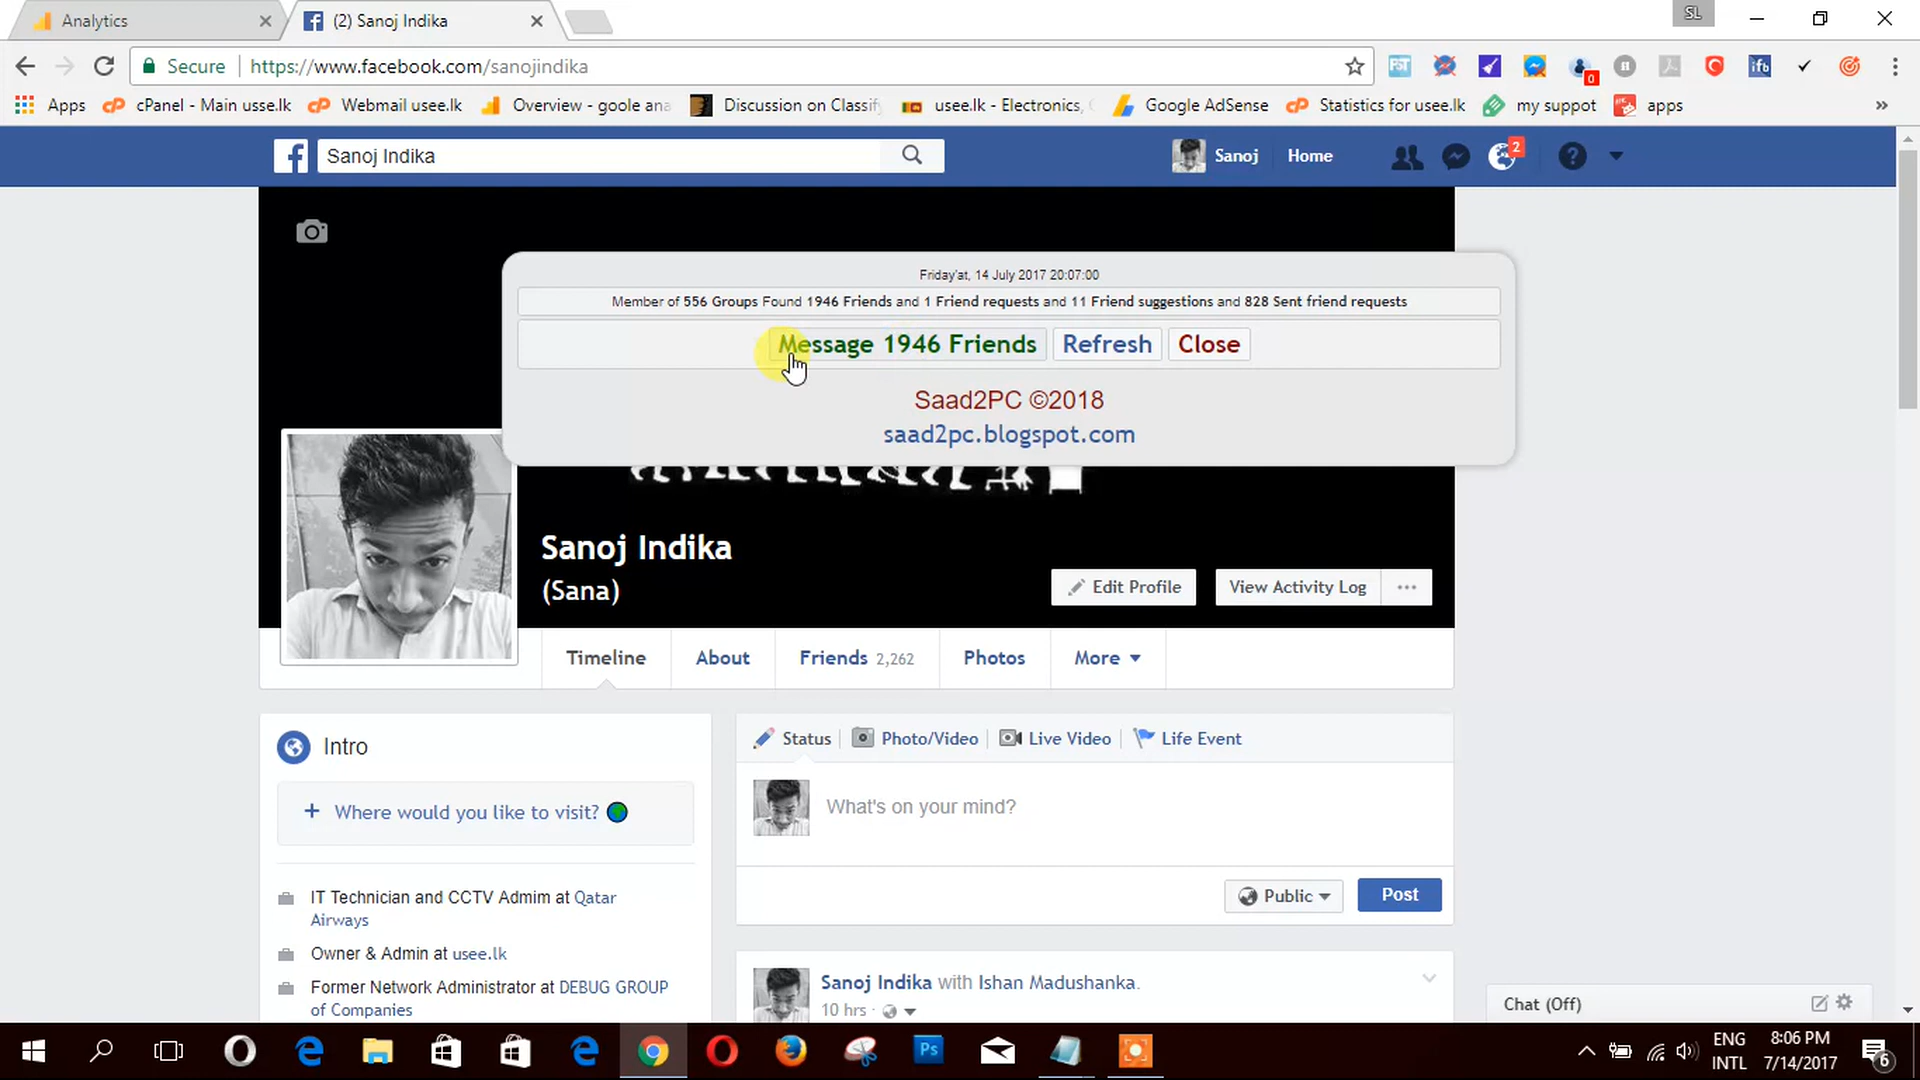 Analytics
(2) Sanoj Indika
SL
Secure
https://www.facebook.com/sanojindika
Apps
cPanel - Main usse.lk
Webmail usee.lk
Overview - goole ana
Discussion on Classify
usee.lk - Electronics, C
Google AdSense
Statistics for usee.lk
my suppot
apps
Sanoj Indika
Sanoj
Home
2
Friday'at, 14 July 2017 20:07:00
Member of 556 Groups Found 1946 Friends and 1 Friend requests and 11 Friend suggestions and 828 Sent friend requests
Message 1946 Friends
Refresh
Close
Saad2PC ©2018
saad2pc.blogspot.com
Sanoj Indika
(Sana)
Edit Profile
View Activity Log
Timeline
About
Friends 2,262
Photos
More
Intro
Where would you like to visit?
IT Technician and CCTV Admim at Qatar
Airways
Owner & Admin at usee.lk
Former Network Administrator at DEBUG GROUP
of Companies
Status
Photo/Video
Live Video
Life Event
What's on your mind?
Public
Post
Sanoj Indika with Ishan Madushanka.
10 hrs
Chat (Off)
Ps
ENG
INTL
8:06 PM
7/14/2017
6